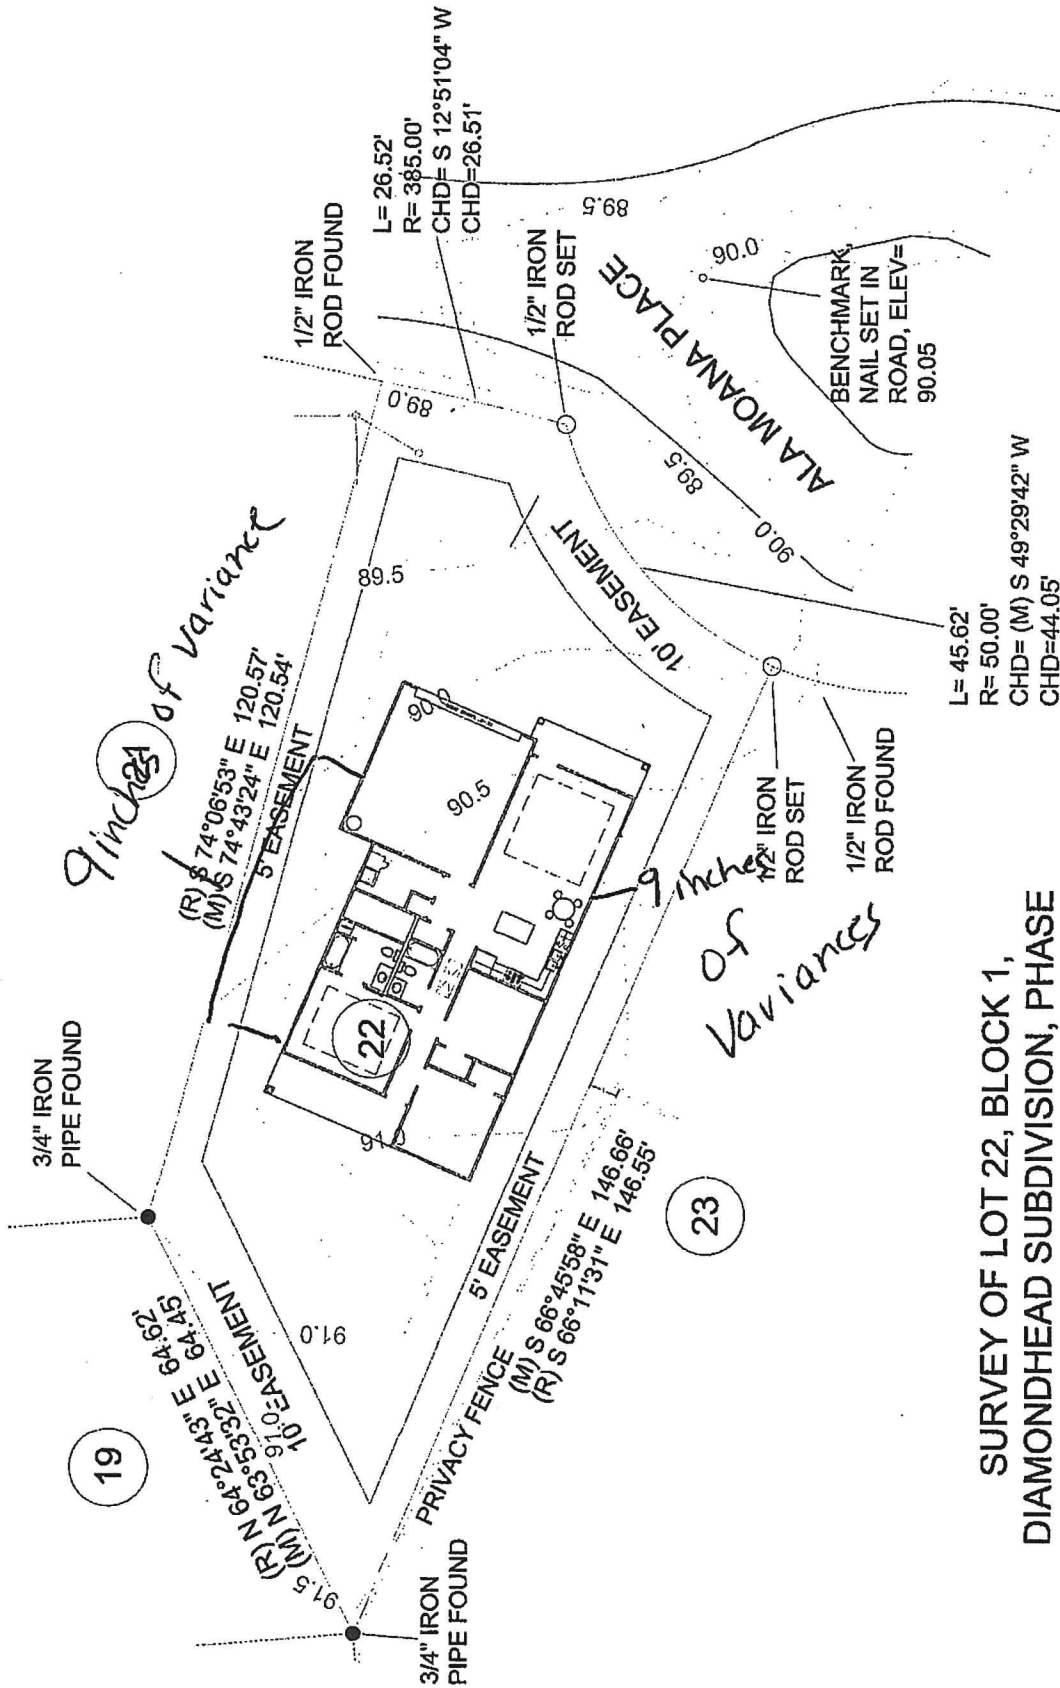 19
3/4" IRON
PIPE FOUND
(R) N 64°24'43" E 64.62'
(M) N 63°53'32" E 64.45'
91.5
91.0
10' EASEMENT
91.0
3/4" IRON
PIPE FOUND
9 inches of variance
(R) S 74°06'53" E 120.57'
(M) S 74°43'24" E 120.54'
5' EASEMENT
1/2" IRON
ROD FOUND
L= 26.52'
R= 385.00'
CHD= S 12°51'04" W
CHD=26.51'
89.0
89.5
22
90.5
90
10' EASEMENT
1/2" IRON
ROD SET
89.5
90.0
ALA MOANA PLACE
89.5
90.0
BENCHMARK,
NAIL SET IN
ROAD, ELEV=
90.05
PRIVACY FENCE
5' EASEMENT
(M) S 66°45'58" E 146.66'
(R) S 66°11'31" E 146.55'
23
9 inches
of
variances
1/2" IRON
ROD SET
1/2" IRON
ROD FOUND
L= 45.62'
R= 50.00'
CHD= (M) S 49°29'42" W
CHD=44.05'
SURVEY OF LOT 22, BLOCK 1,
DIAMONDHEAD SUBDIVISION, PHASE